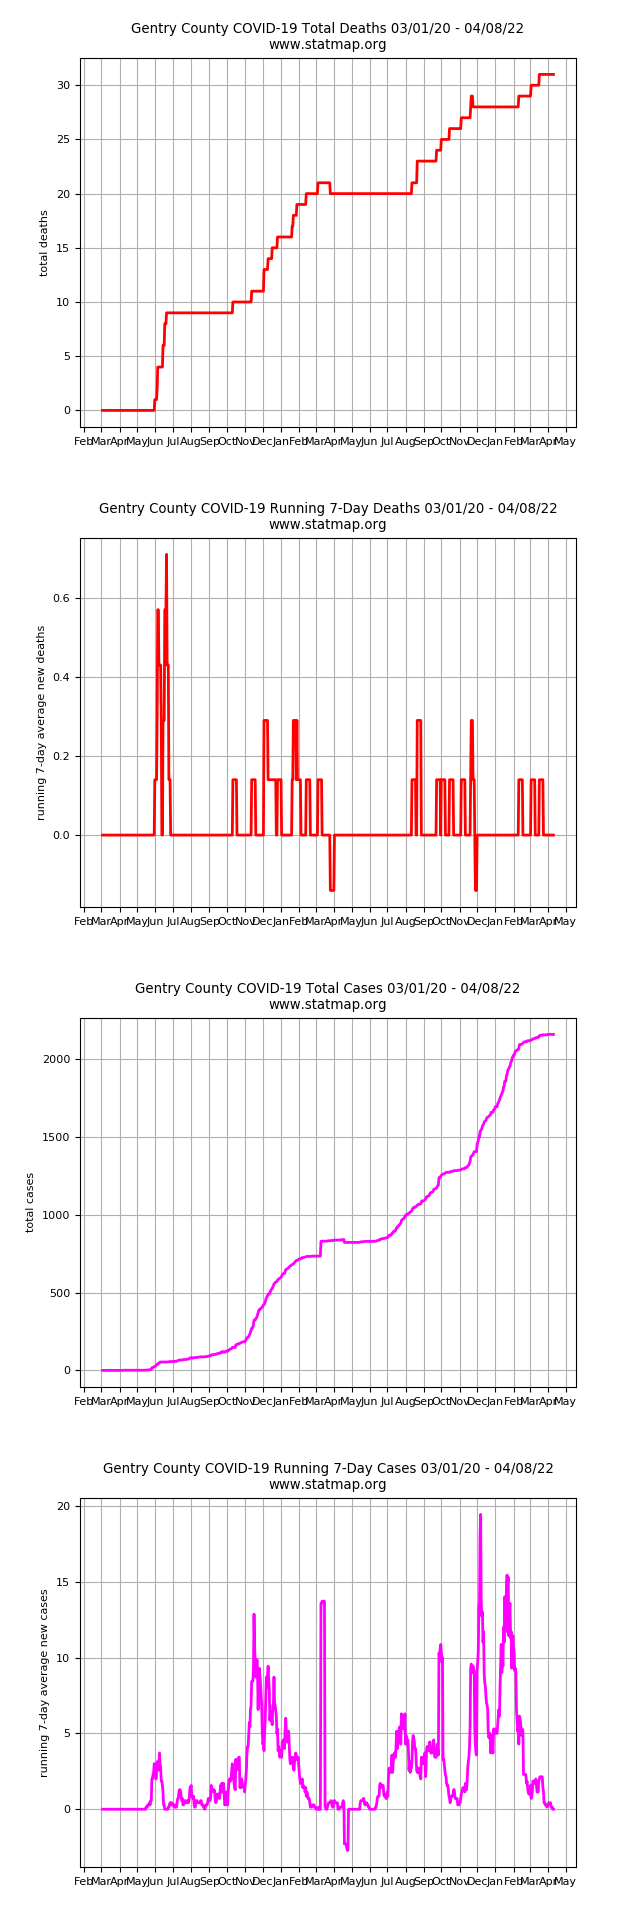 Gentry County COVID-19 Total Deaths 03/01/20 - 04/08/22
www.statmap.org
30
25
20
15
10
5
0
total deaths
Feb Mar Apr May Jun Jul Aug Sep Oct Nov Dec Jan Feb Mar Apr May Jun Jul Aug Sep Oct Nov Dec Jan Feb Mar Apr May
Gentry County COVID-19 Running 7-Day Deaths 03/01/20 - 04/08/22
www.statmap.org
0.6
0.4
0.2
0.0
running 7-day average new deaths
Feb Mar Apr May Jun Jul Aug Sep Oct Nov Dec Jan Feb Mar Apr May Jun Jul Aug Sep Oct Nov Dec Jan Feb Mar Apr May
Gentry County COVID-19 Total Cases 03/01/20 - 04/08/22
www.statmap.org
2000
1500
1000
500
0
total cases
Feb Mar Apr May Jun Jul Aug Sep Oct Nov Dec Jan Feb Mar Apr May Jun Jul Aug Sep Oct Nov Dec Jan Feb Mar Apr May
Gentry County COVID-19 Running 7-Day Cases 03/01/20 - 04/08/22
www.statmap.org
20
15
10
5
0
running 7-day average new cases
Feb Mar Apr May Jun Jul Aug Sep Oct Nov Dec Jan Feb Mar Apr May Jun Jul Aug Sep Oct Nov Dec Jan Feb Mar Apr May